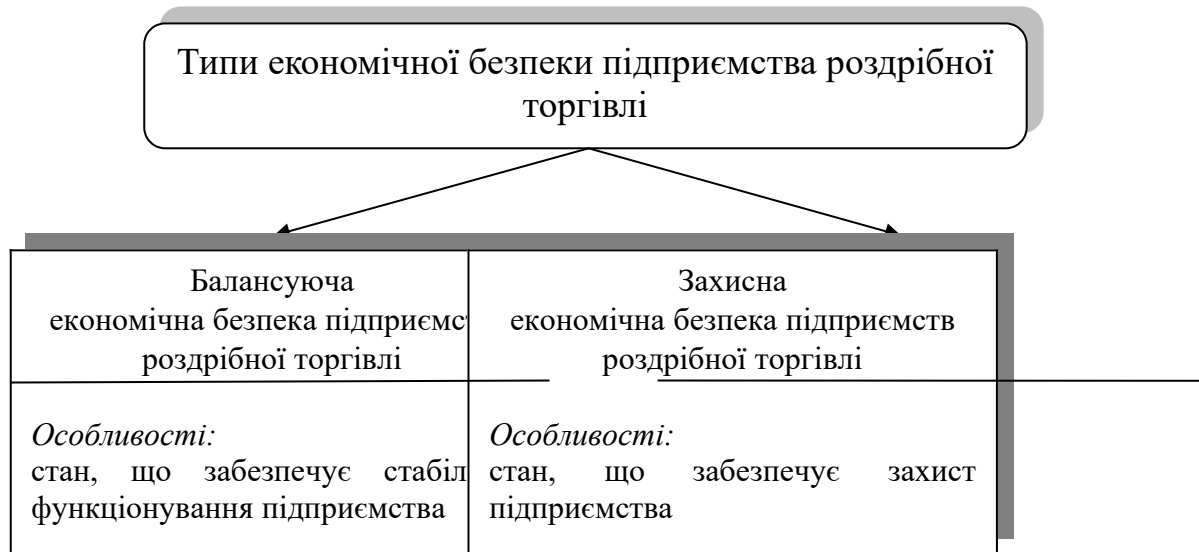 Типи економічної безпеки підприємства роздрібної
торгівлі
Балансуюча
економічна безпека підприємс
роздрібної торгівлі
Особливості:
стан, що забезпечує стабіл
функціонування підприємства
Захисна
економічна безпека підприємств
роздрібної торгівлі
Особливості:
стан, що забезпечує захист
підприємства